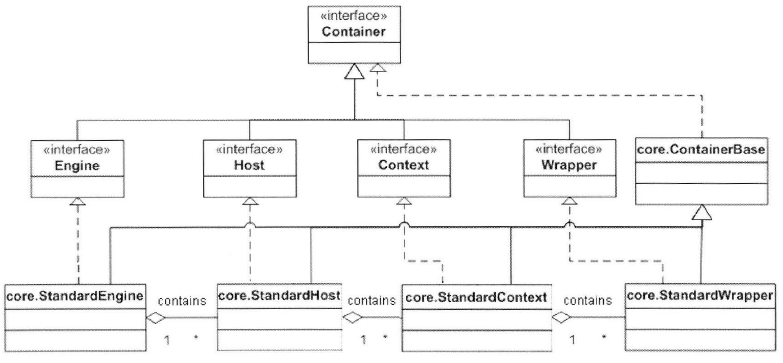 «interface»
Container
«interface»
Engine
«interface»
Host
«interface»
Context
«interface»
Wrapper
core.ContainerBase
core.StandardEngine
contains
1 *
core.StandardHost
contains
1 *
core.StandardContext
contains
1 *
core.StandardWrapper